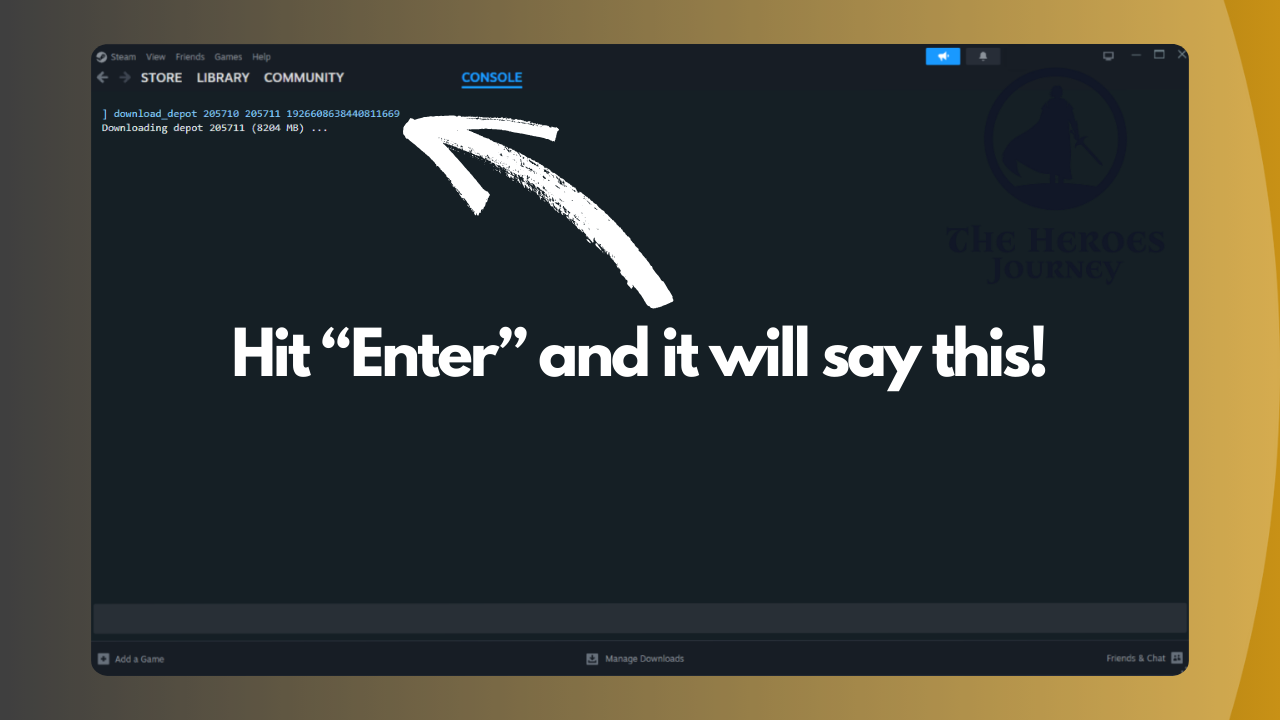 Steam View Friends Games Help
STORE LIBRARY COMMUNITY CONSOLE
] download_depot 205710 205711 1926608638440811669
Downloading depot 205711 (8204 MB) ...
The Heroes
Journey
Hit “Enter” and it will say this!
Add a Game
Manage Downloads
Friends & Chat